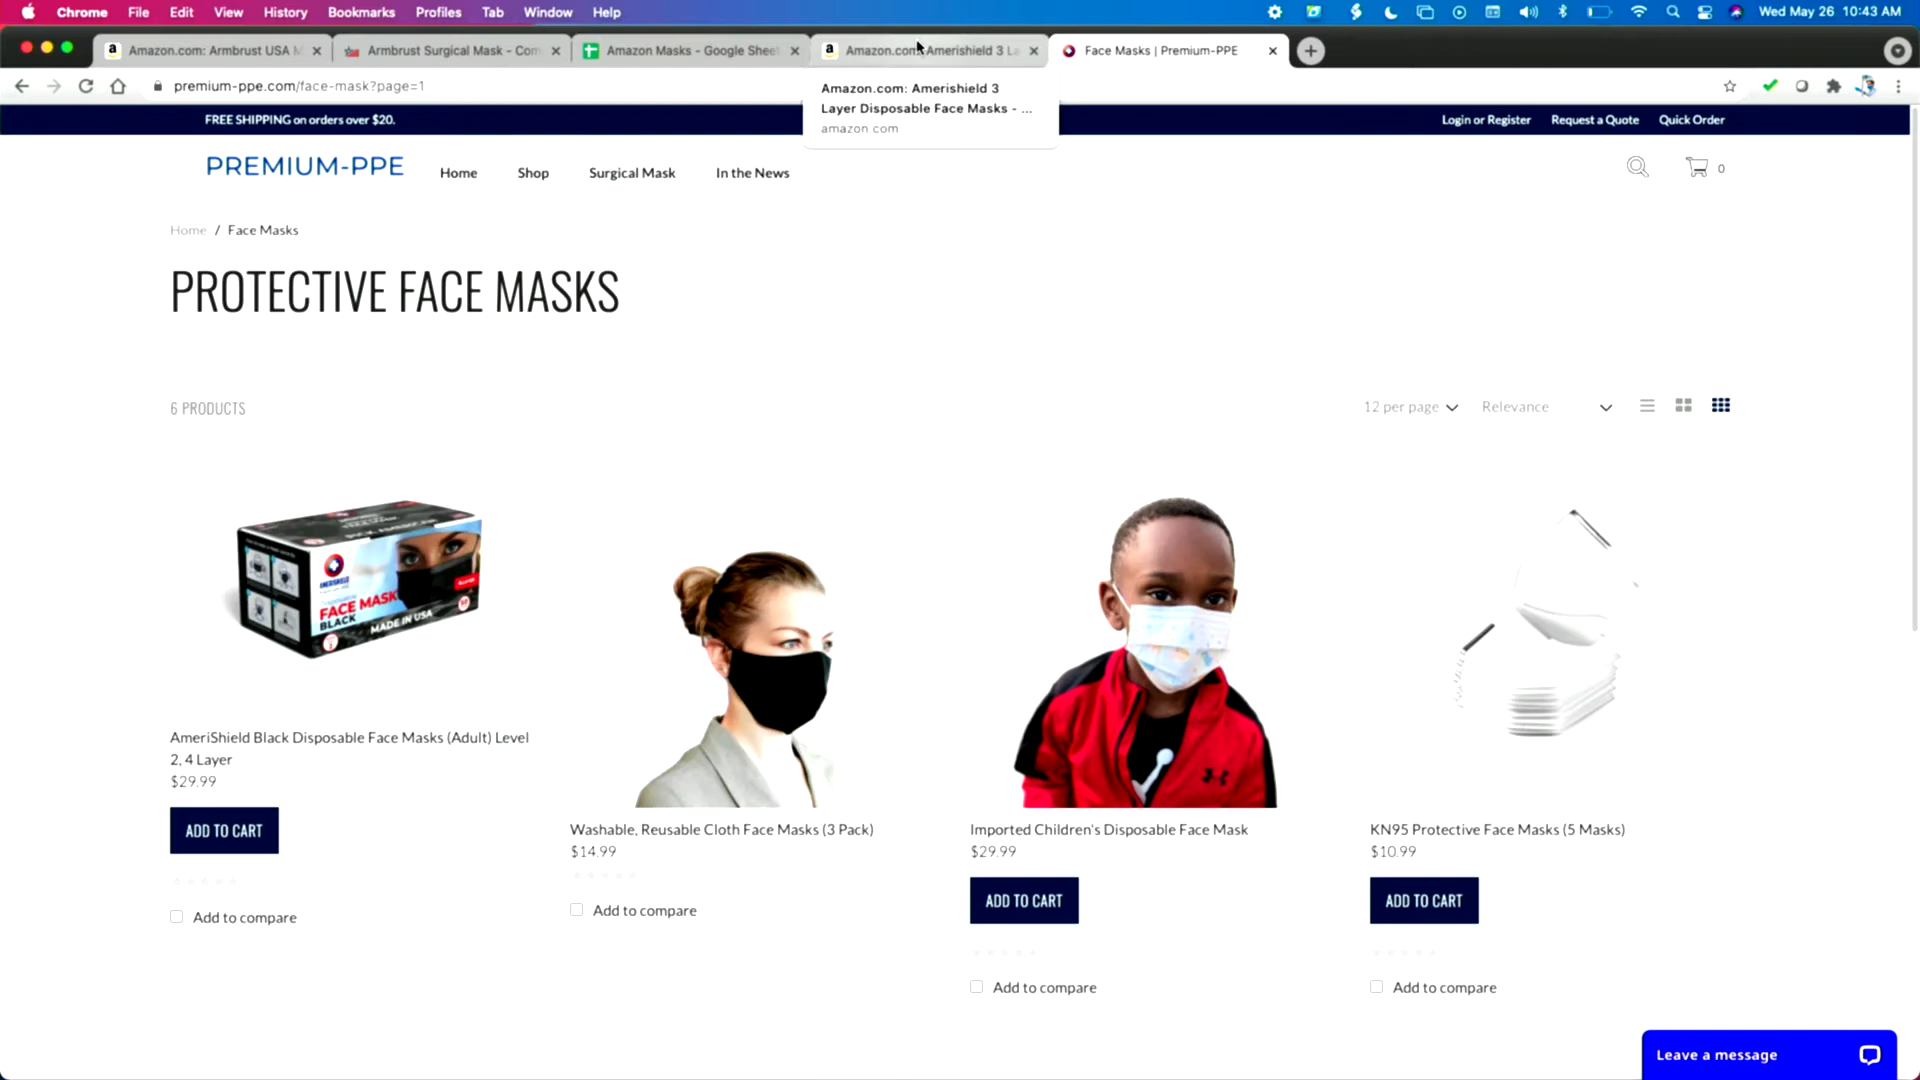 Chrome File Edit View History Bookmarks Profiles Tab Window Help Wed May 26 10:43 AM
Amazon.com: Armbrust USA M Armbrust Surgical Mask - Com Amazon Masks - Google Sheet Amazon.com: Amerishield 3 La Face Masks | Premium-PPE
premium-ppe.com/face-mask?page=1
Amazon.com: Amerishield 3
Layer Disposable Face Masks - ...
amazon com
FREE SHIPPING on orders over $20. Login or Register Request a Quote Quick Order
PREMIUM-PPE Home Shop Surgical Mask In the News 0
Home / Face Masks
PROTECTIVE FACE MASKS
6 PRODUCTS 12 per page Relevance
AMERISHIELD
FACE MASK
BLACK
MADE IN USA
AmeriShield Black Disposable Face Masks (Adult) Level
2, 4 Layer
$29.99
ADD TO CART
Add to compare
Washable, Reusable Cloth Face Masks (3 Pack)
$14.99
Add to compare
Imported Children's Disposable Face Mask
$29.99
ADD TO CART
Add to compare
KN95 Protective Face Masks (5 Masks)
$10.99
ADD TO CART
Add to compare
Leave a message